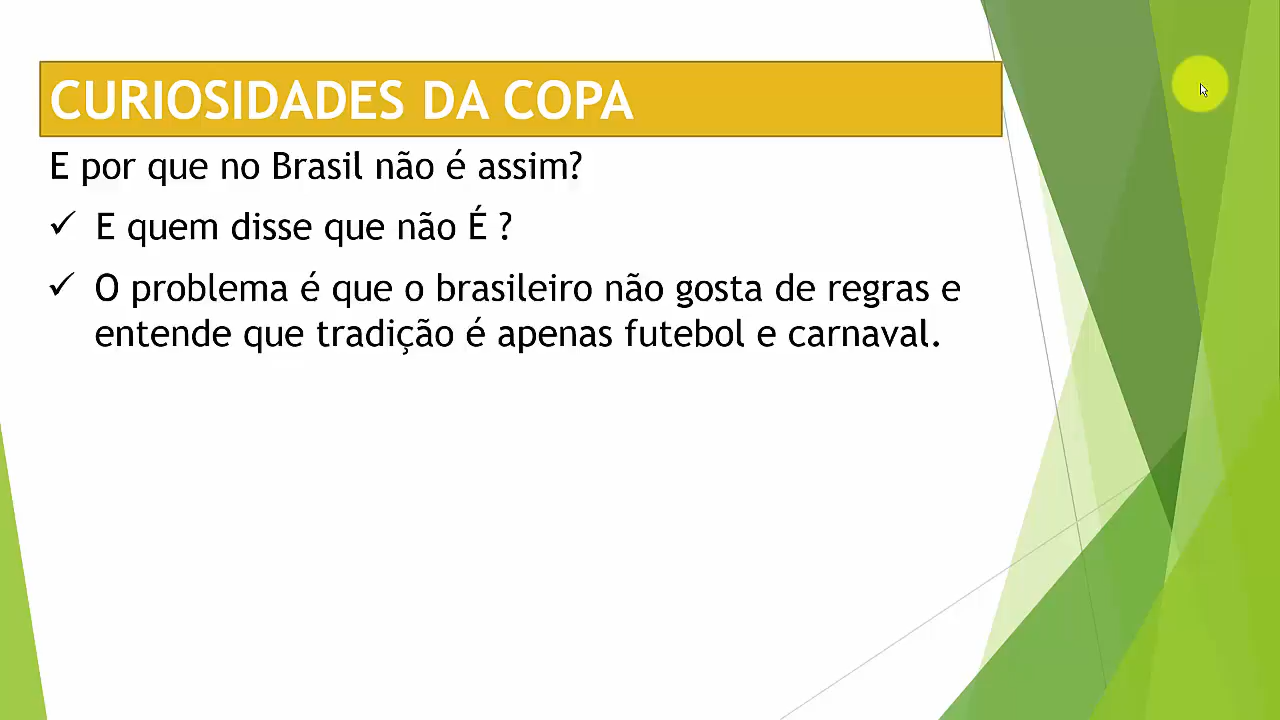 CURIOSIDADES DA COPA
E por que no Brasil não é assim?
✓ E quem disse que não É ?
✓ O problema é que o brasileiro não gosta de regras e
entende que tradição é apenas futebol e carnaval.